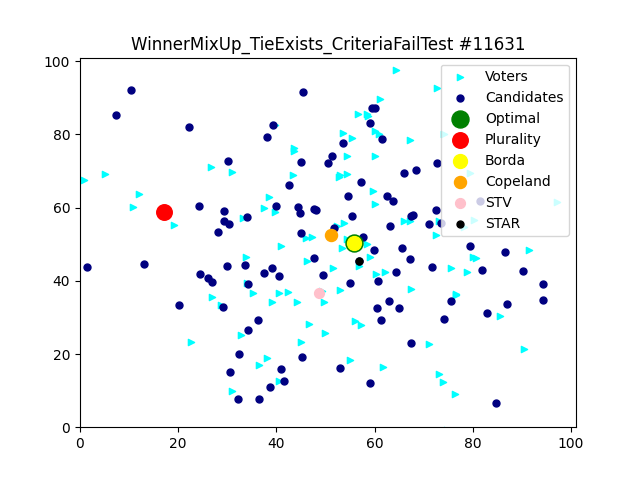 WinnerMixUp_TieExists_CriteriaFailTest #11631
100
80
60
40
20
0
0 20 40 60 80 100
Voters
Candidates
Optimal
Plurality
Borda
Copeland
STV
STAR